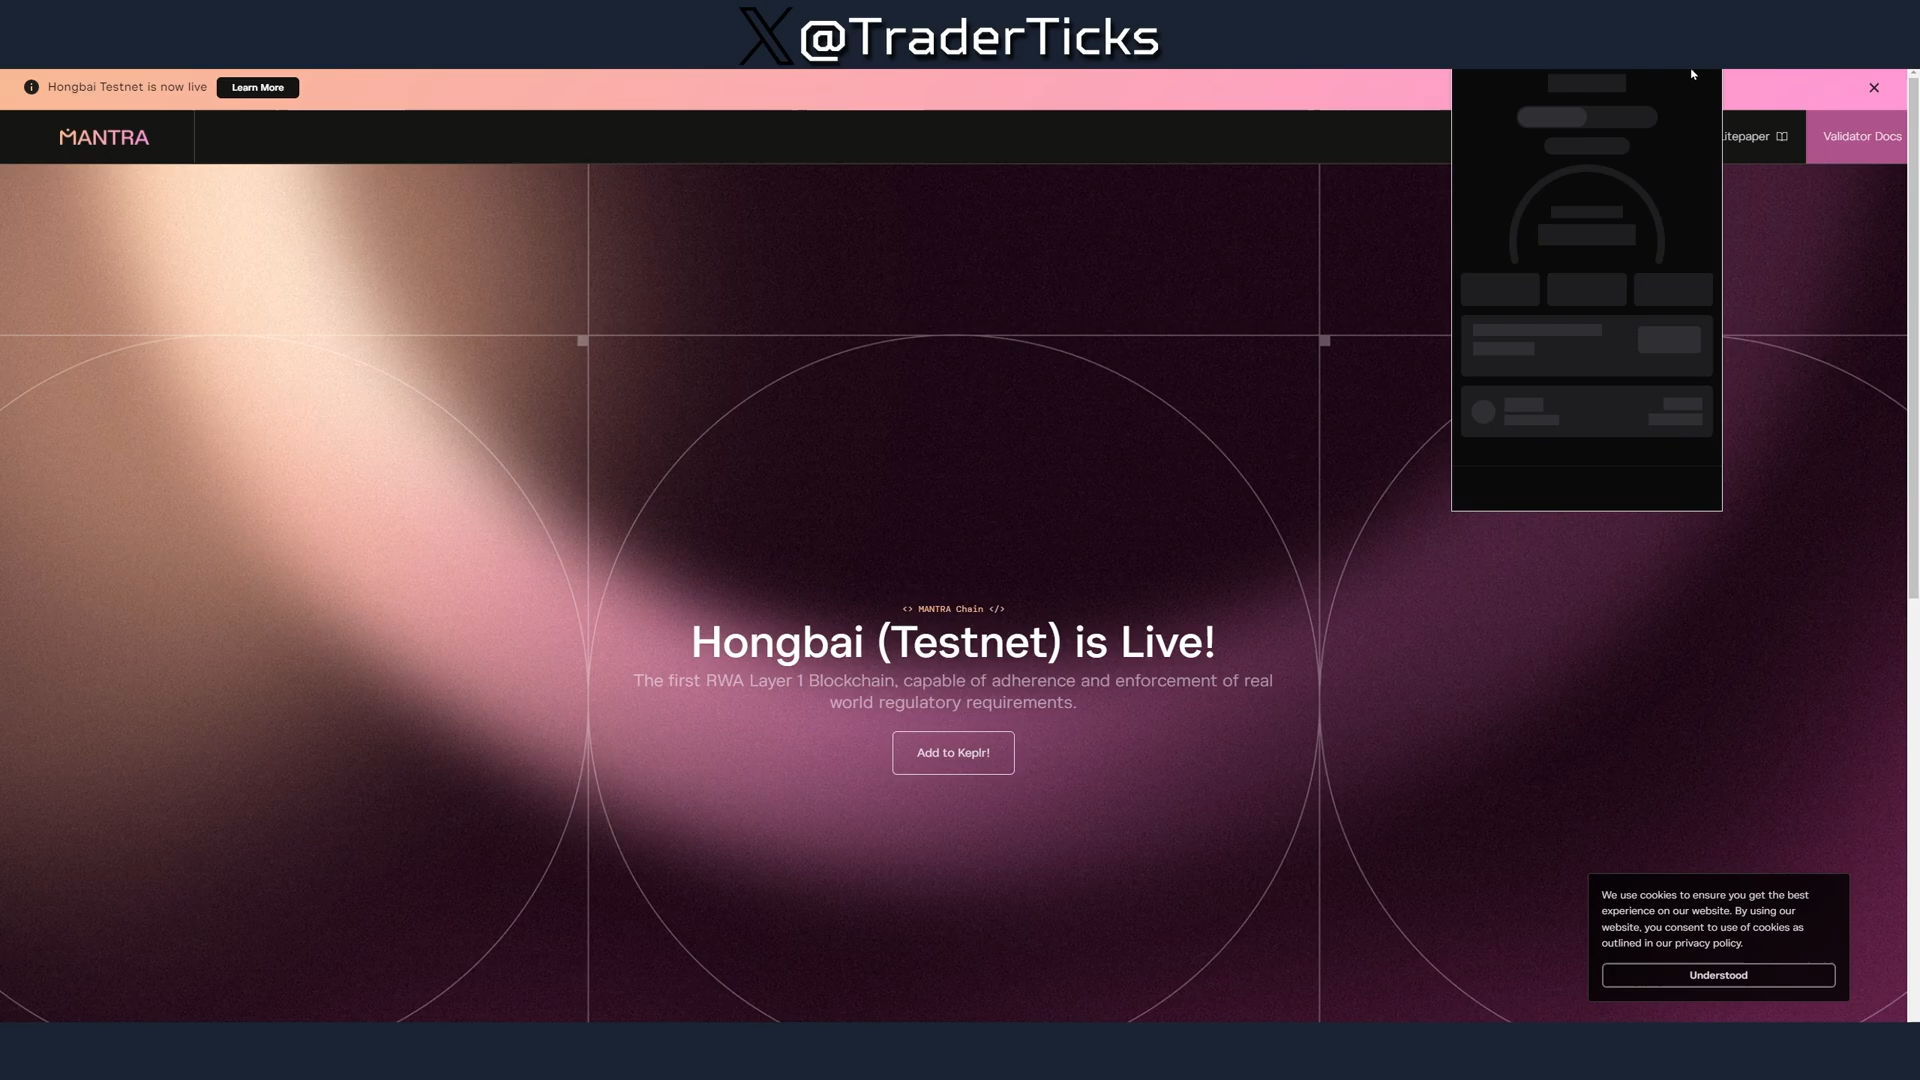 @TraderTicks
Hongbai Testnet is now live
Learn More
MANTRA
Validator Docs
<> MANTRA Chain </>
Hongbai (Testnet) is Live!
The first RWA Layer 1 Blockchain, capable of adherence and enforcement of real
world regulatory requirements.
Add to Keplr!
We use cookies to ensure you get the best
experience on our website. By using our
website, you consent to use of cookies as
outlined in our privacy policy.
Understood